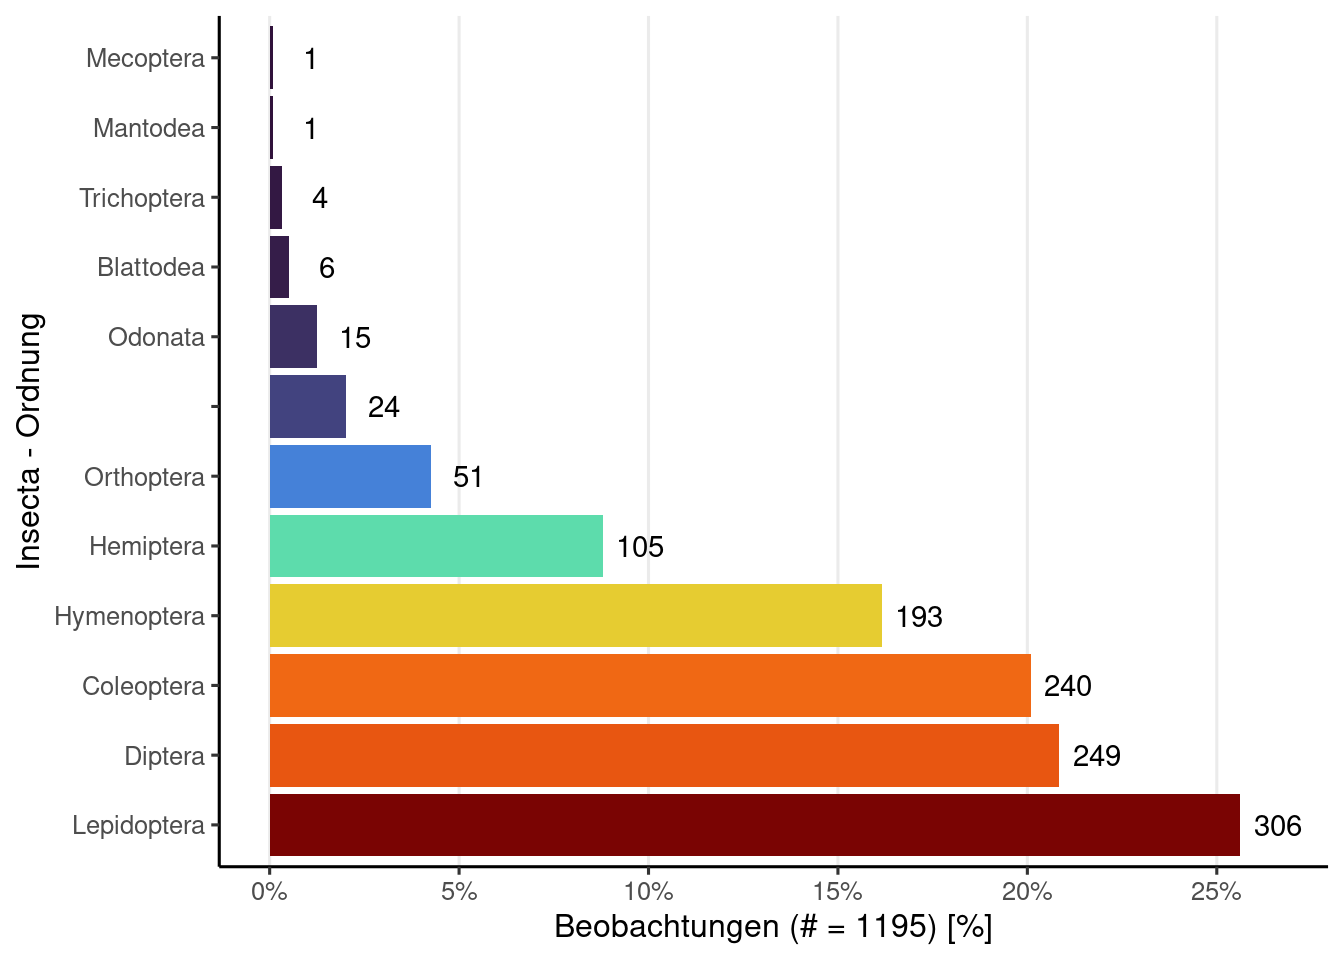 Mecoptera 1
Mantodea 1
Trichoptera 4
Blattodea 6
Odonata 15
24
Orthoptera 51
Hemiptera 105
Hymenoptera 193
Coleoptera 240
Diptera 249
Lepidoptera 306
Insecta - Ordnung
0% 5% 10% 15% 20% 25%
Beobachtungen (# = 1195) [%]